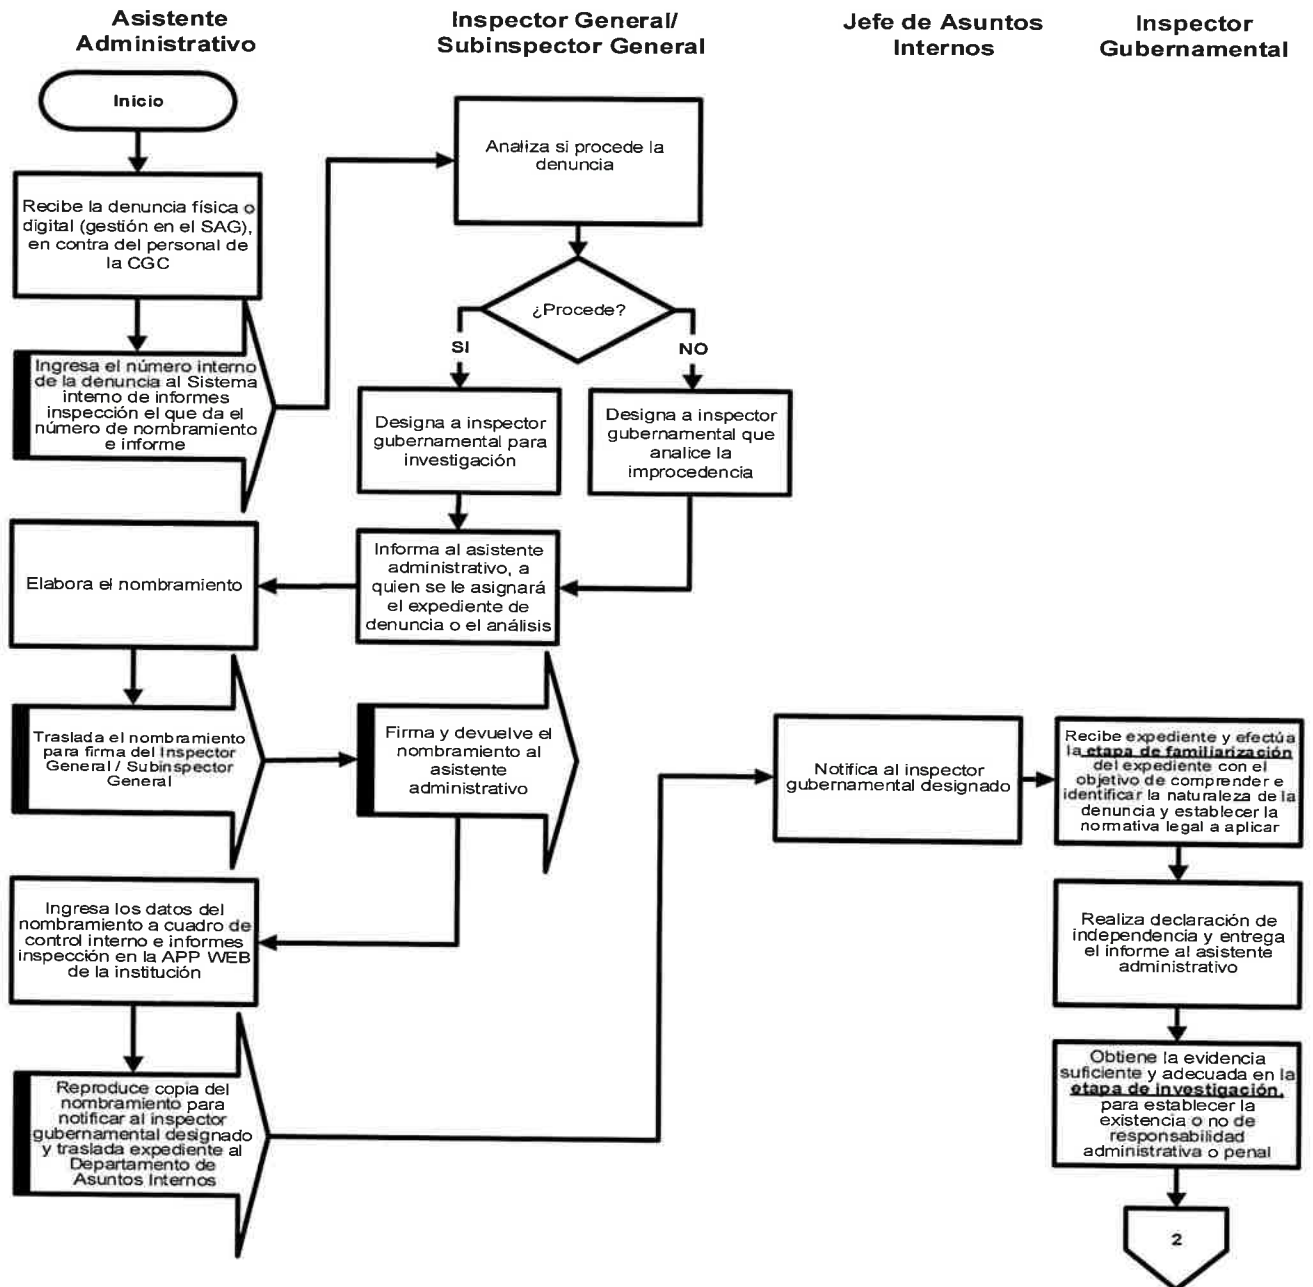 Asistente
Administrativo
Inspector General/
Subinspector General
Jefe de Asuntos
Internos
Inspector
Gubernamental
Inicio
Recibe la denuncia física o
digital (gestión en el SAG),
en contra del personal de
la CGC
Ingresa el número interno
de la denuncia al Sistema
interno de informes
inspección el que da el
número de nombramiento
e informe
Analiza si procede la
denuncia
¿Procede?
SI
NO
Designa a inspector
gubernamental para
investigación
Designa a inspector
gubernamental que
analice la
improcedencia
Informa al asistente
administrativo, a
quien se le asignará
el expediente de
denuncia o el análisis
Elabora el nombramiento
Traslada el nombramiento
para firma del Inspector
General / Subinspector
General
Firma y devuelve el
nombramiento al
asistente
administrativo
Ingresa los datos del
nombramiento a cuadro de
control interno e informes
inspección en la APP WEB
de la institución
Reproduce copia del
nombramiento para
notificar al inspector
gubernamental designado
y traslada expediente al
Departamento de
Asuntos Internos
Notifica al inspector
gubernamental designado
Recibe expediente y efectúa
la etapa de familiarización
del expediente con el
objetivo de comprender e
identificar la naturaleza de la
denuncia y establecer la
normativa legal a aplicar
Realiza declaración de
independencia y entrega
el informe al asistente
administrativo
Obtiene la evidencia
suficiente y adecuada en la
etapa de investigación,
para establecer la
existencia o no de
responsabilidad
administrativa o penal
2